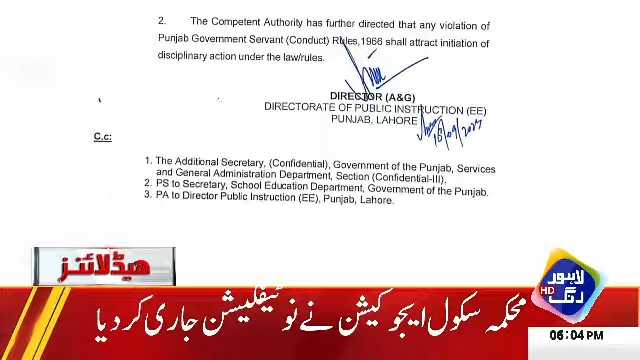 2. The Competent Authority has further directed that any violation of
Punjab Government Servant (Conduct) Rules, 1966 shall attract initiation of
disciplinary action under the law/rules.
DIRECTOR (A&G)
DIRECTORATE OF PUBLIC INSTRUCTION (EE)
PUNJAB, LAHORE
C.c:
1. The Additional Secretary, (Confidential), Government of the Punjab, Services
and General Administration Department, Section (Confidential-III).
2. PS to Secretary, School Education Department, Government of the Punjab.
3. PA to Director Public Instruction (EE), Punjab, Lahore.
ہیڈلائنز
لاہور
HD رنگ
محکمہ سکول ایجوکیشن نے نوٹیفکیشن جاری کر دیا
06:04 PM